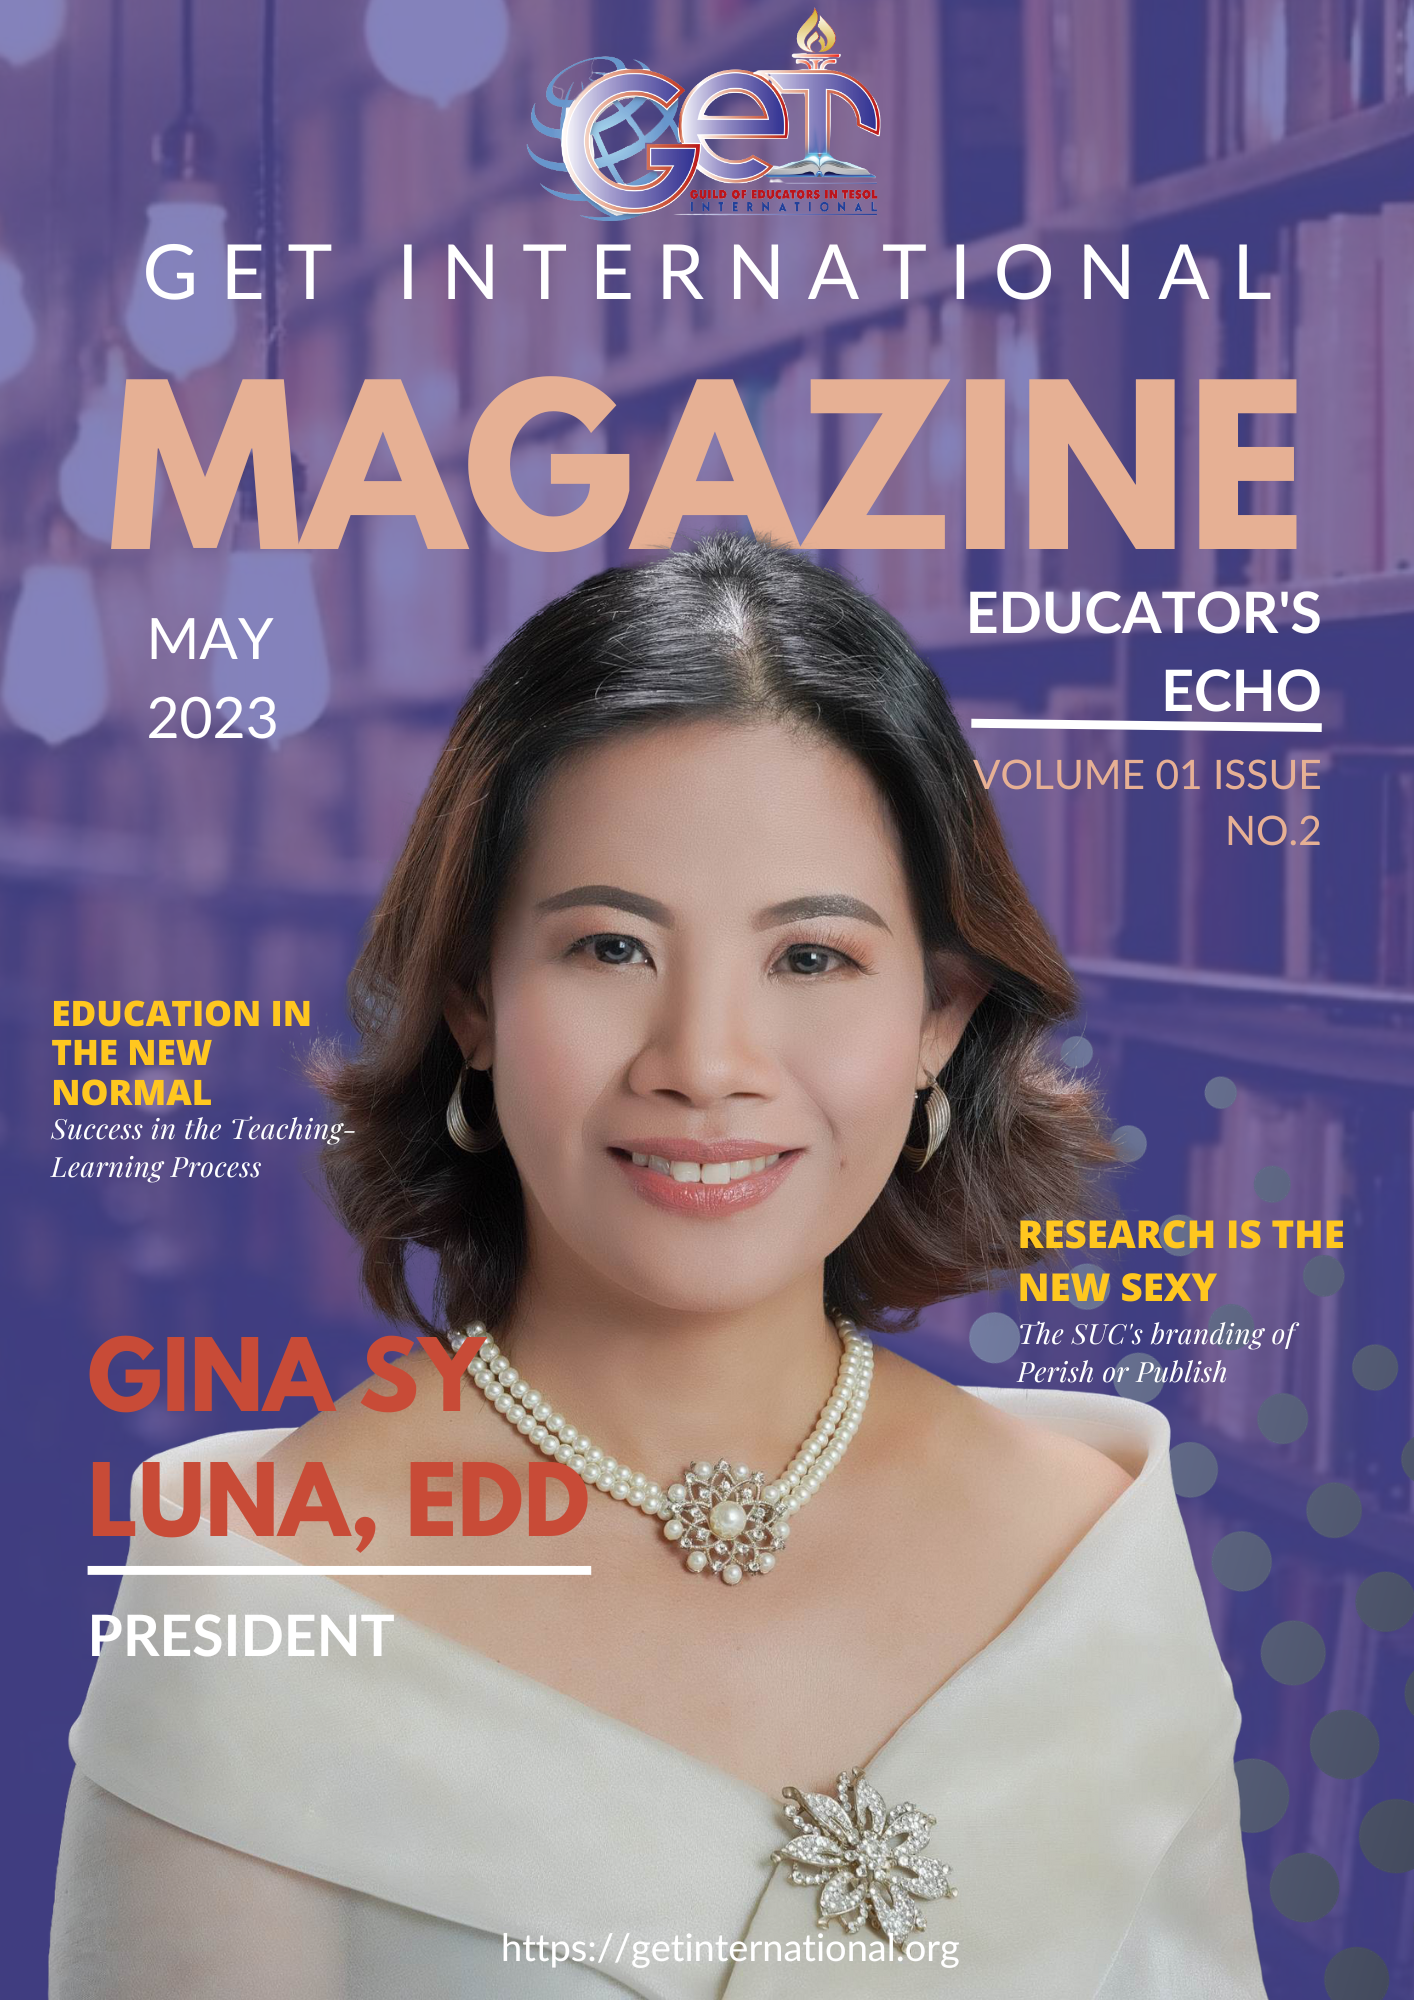 GET
GUILD OF EDUCATORS IN TESOL
INTERNATIONAL
GET INTERNATIONAL
MAGAZINE
MAY
2023
EDUCATOR'S
ECHO
VOLUME 01 ISSUE
NO.2
EDUCATION IN
THE NEW
NORMAL
Success in the Teaching-
Learning Process
RESEARCH IS THE
NEW SEXY
The SUC's branding of
Perish or Publish
GINA SY
LUNA, EDD
PRESIDENT
https://getinternational.org